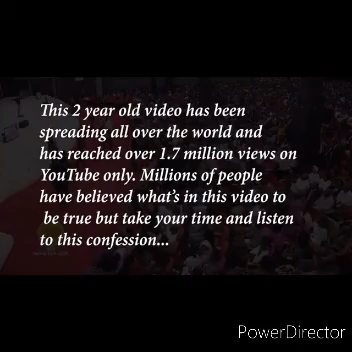 This 2 year old video has been
spreading all over the world and
has reached over 1.7 million views on
YouTube only. Millions of people
have believed what's in this video to
be true but take your time and listen
to this confession...
PowerDirector